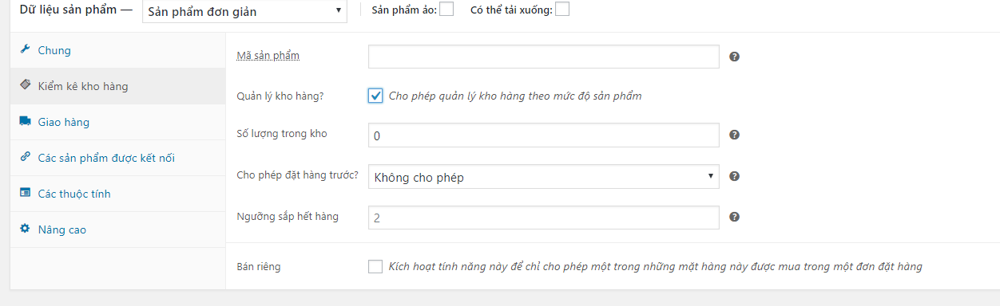 Dữ liệu sản phẩm — Sản phẩm đơn giản Sản phẩm ảo: Có thể tải xuống:
Chung
Kiểm kê kho hàng
Giao hàng
Các sản phẩm được kết nối
Các thuộc tính
Nâng cao
Mã sản phẩm
Quản lý kho hàng? Cho phép quản lý kho hàng theo mức độ sản phẩm
Số lượng trong kho 0
Cho phép đặt hàng trước? Không cho phép
Ngưỡng sắp hết hàng 2
Bán riêng Kích hoạt tính năng này để chỉ cho phép một trong những mặt hàng này được mua trong một đơn đặt hàng